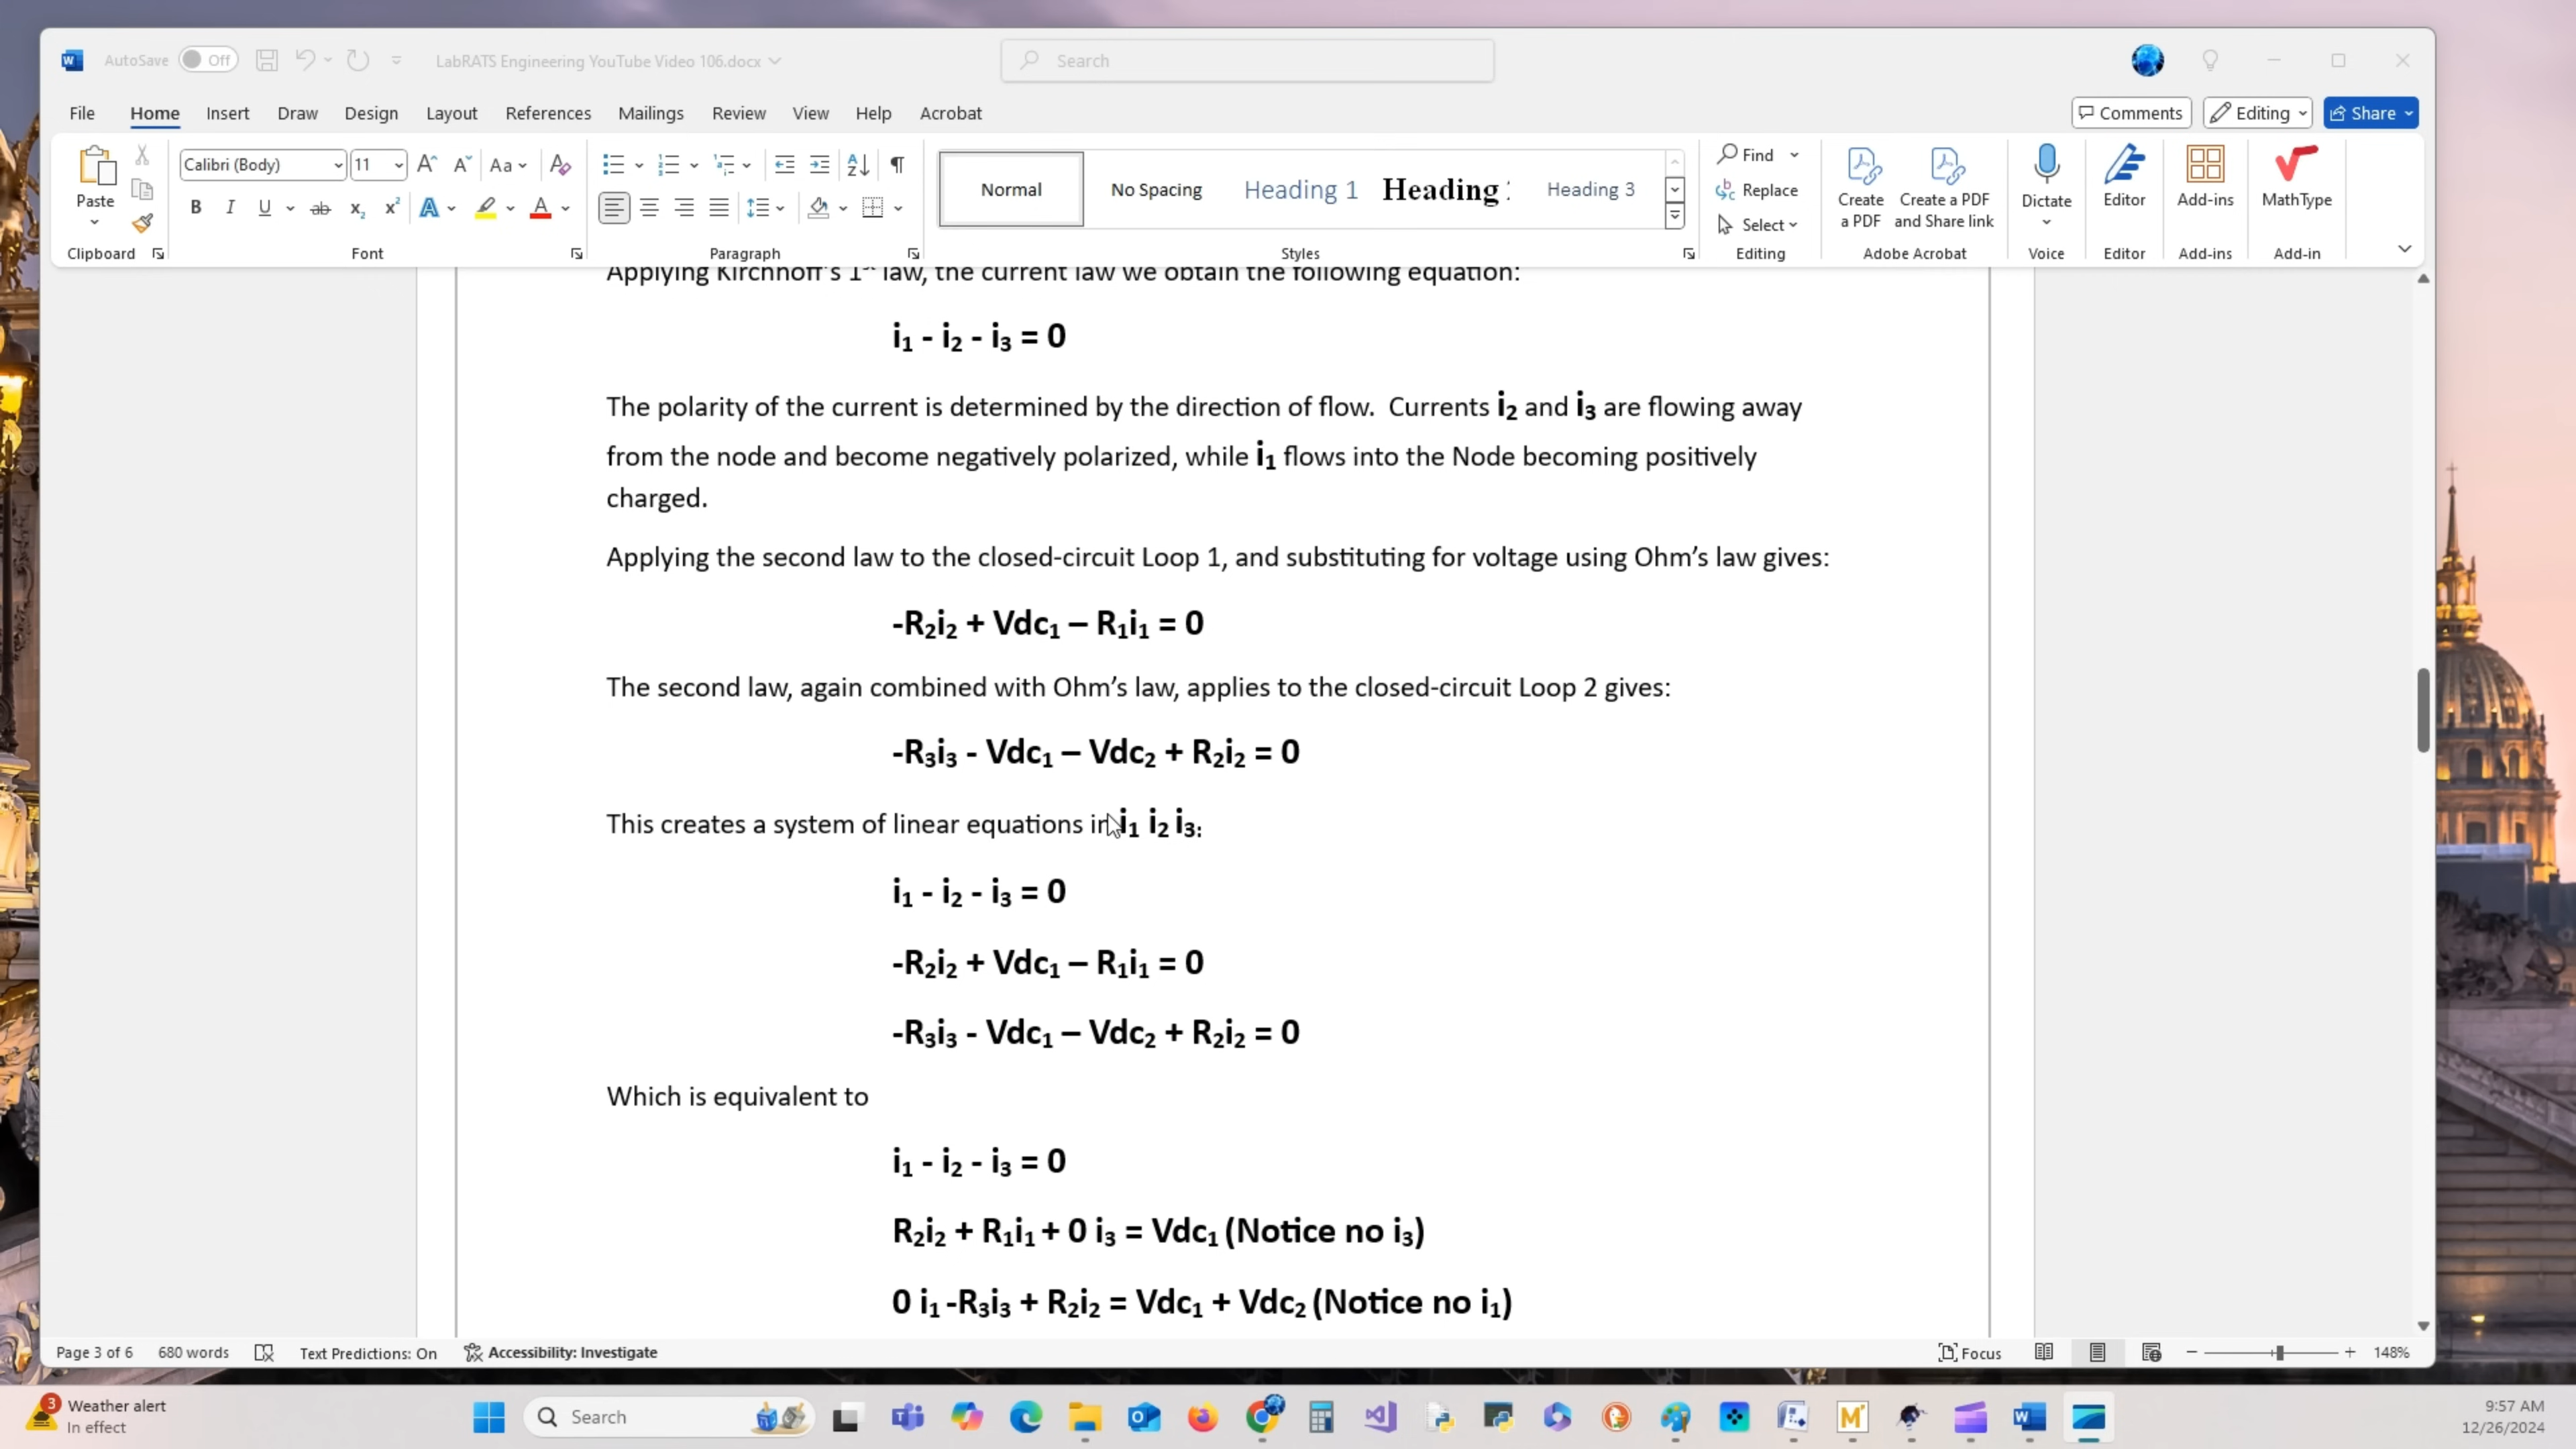 AutoSave Off LabRATS Engineering YouTube Video 106.docx Search
File Home Insert Draw Design Layout References Mailings Review View Help Acrobat Comments Editing Share
Paste
Clipboard
Calibri (Body) 11
Font
Paragraph
Normal No Spacing Heading 1 Heading Heading 3
Styles
Find
Replace
Select
Editing
Create a PDF
Create a PDF and Share link
Adobe Acrobat
Dictate
Voice
Editor
Editor
Add-ins
Add-ins
MathType
Add-in
Applying Kirchhoff's 1st law, the current law we obtain the following equation:
i₁ - i₂ - i₃ = 0
The polarity of the current is determined by the direction of flow. Currents i₂ and i₃ are flowing away
from the node and become negatively polarized, while i₁ flows into the Node becoming positively
charged.
Applying the second law to the closed-circuit Loop 1, and substituting for voltage using Ohm's law gives:
-R₂i₂ + Vdc₁ – R₁i₁ = 0
The second law, again combined with Ohm's law, applies to the closed-circuit Loop 2 gives:
-R₃i₃ - Vdc₁ – Vdc₂ + R₂i₂ = 0
This creates a system of linear equations in i₁ i₂ i₃:
i₁ - i₂ - i₃ = 0
-R₂i₂ + Vdc₁ – R₁i₁ = 0
-R₃i₃ - Vdc₁ – Vdc₂ + R₂i₂ = 0
Which is equivalent to
i₁ - i₂ - i₃ = 0
R₂i₂ + R₁i₁ + 0 i₃ = Vdc₁ (Notice no i₃)
0 i₁ -R₃i₃ + R₂i₂ = Vdc₁ + Vdc₂ (Notice no i₁)
Page 3 of 6 680 words Text Predictions: On Accessibility: Investigate Focus 148%
3 Weather alert
In effect
Search
9:57 AM
12/26/2024